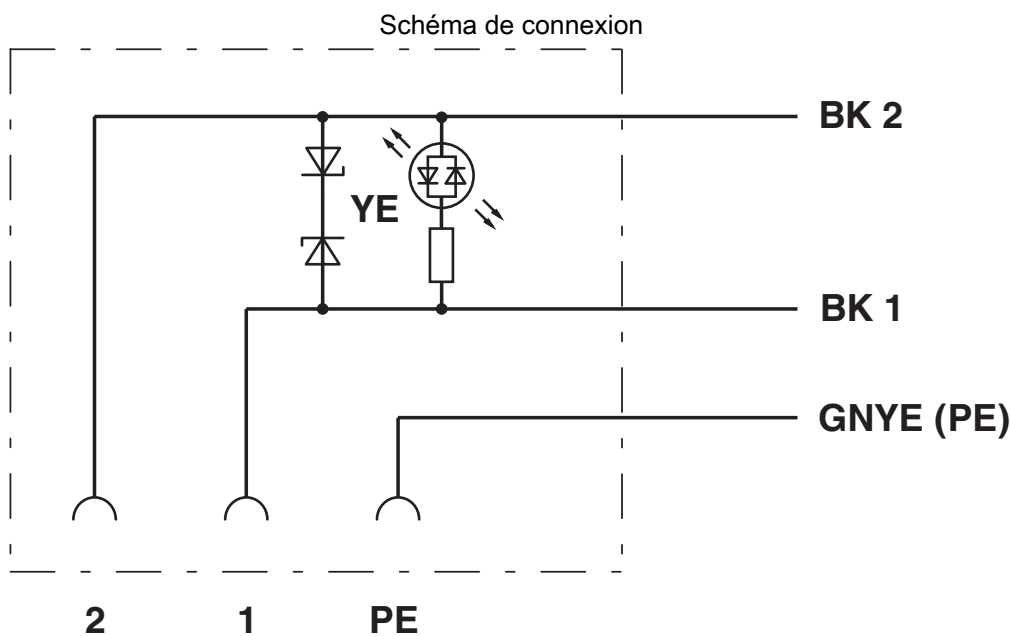 Schéma de connexion
BK 2
YE
BK 1
GNYE (PE)
2 1 PE